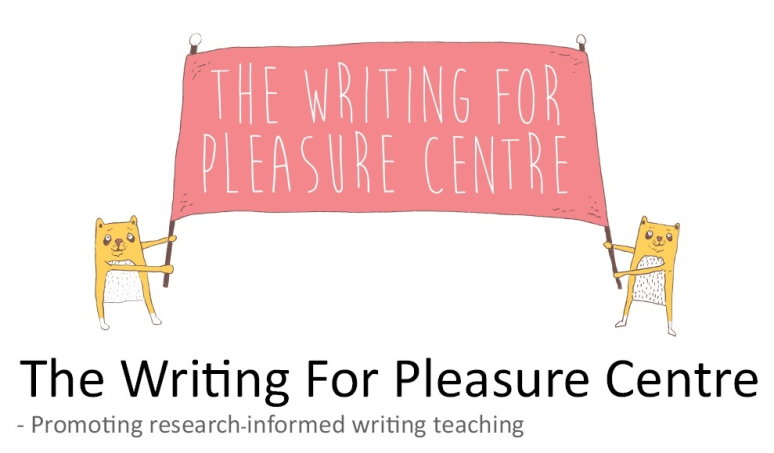 THE WRITING FOR
PLEASURE CENTRE
The Writing For Pleasure Centre
- Promoting research-informed writing teaching